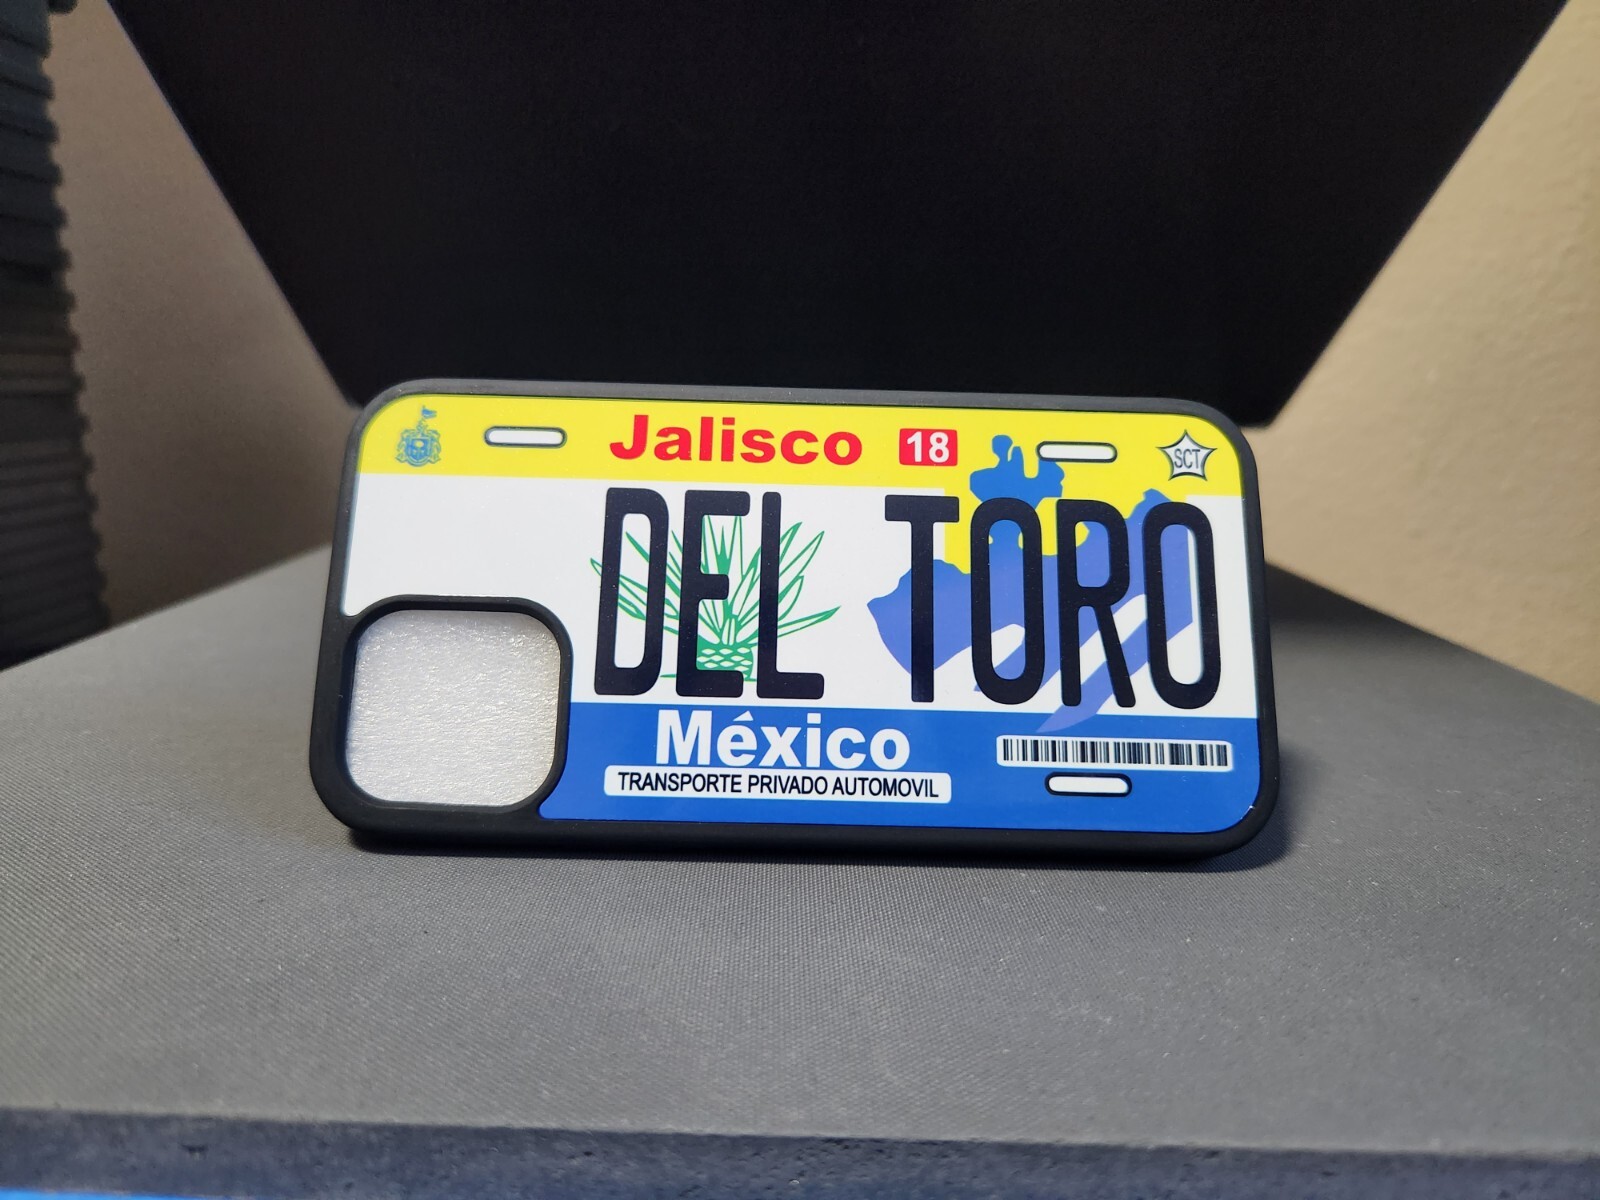 Jalisco 18
SCT
DEL TORO
México
TRANSPORTE PRIVADO AUTOMOVIL